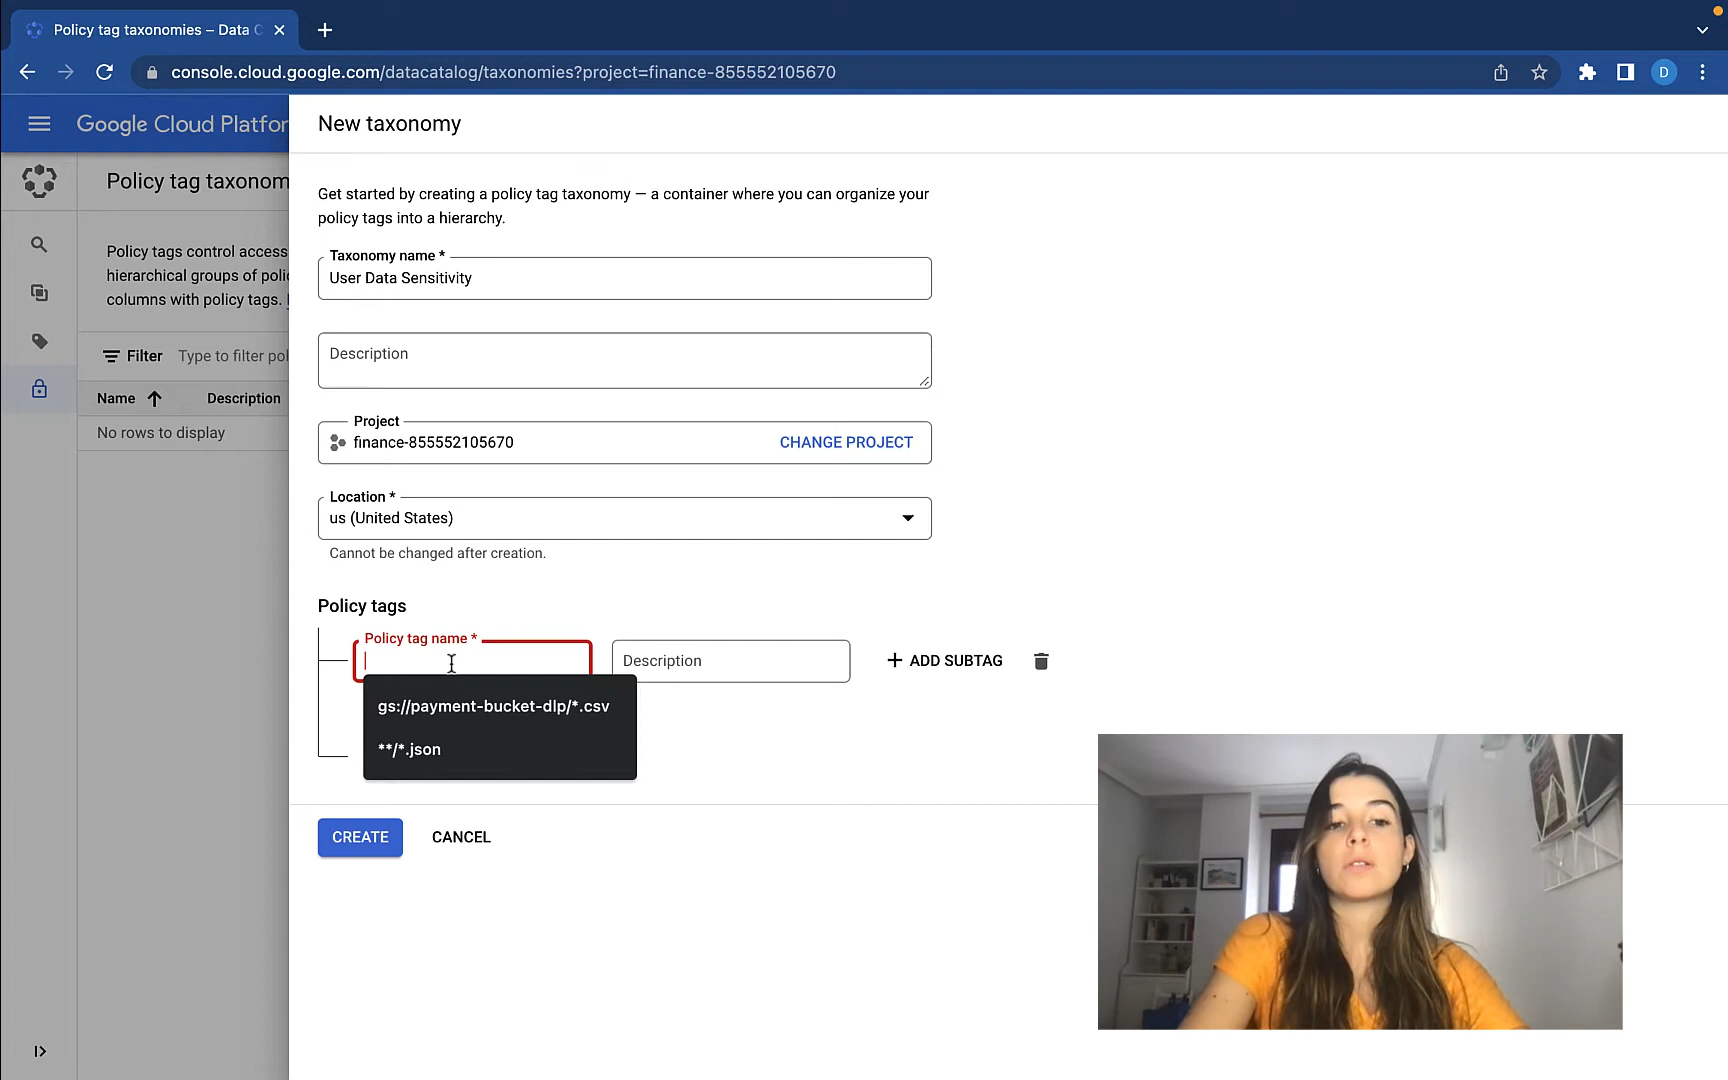 Policy tag taxonomies – Data C
console.cloud.google.com/datacatalog/taxonomies?project=finance-855552105670
D
Google Cloud Platfor
New taxonomy
Policy tag taxonom
Get started by creating a policy tag taxonomy — a container where you can organize your
policy tags into a hierarchy.
Policy tags control access
hierarchical groups of poli
columns with policy tags.
Taxonomy name *
User Data Sensitivity
Description
Filter Type to filter pol
Name Description
No rows to display
Project
finance-855552105670
CHANGE PROJECT
Location *
us (United States)
Cannot be changed after creation.
Policy tags
Policy tag name *
Description
ADD SUBTAG
gs://payment-bucket-dlp/*.csv
**/*.json
CREATE
CANCEL